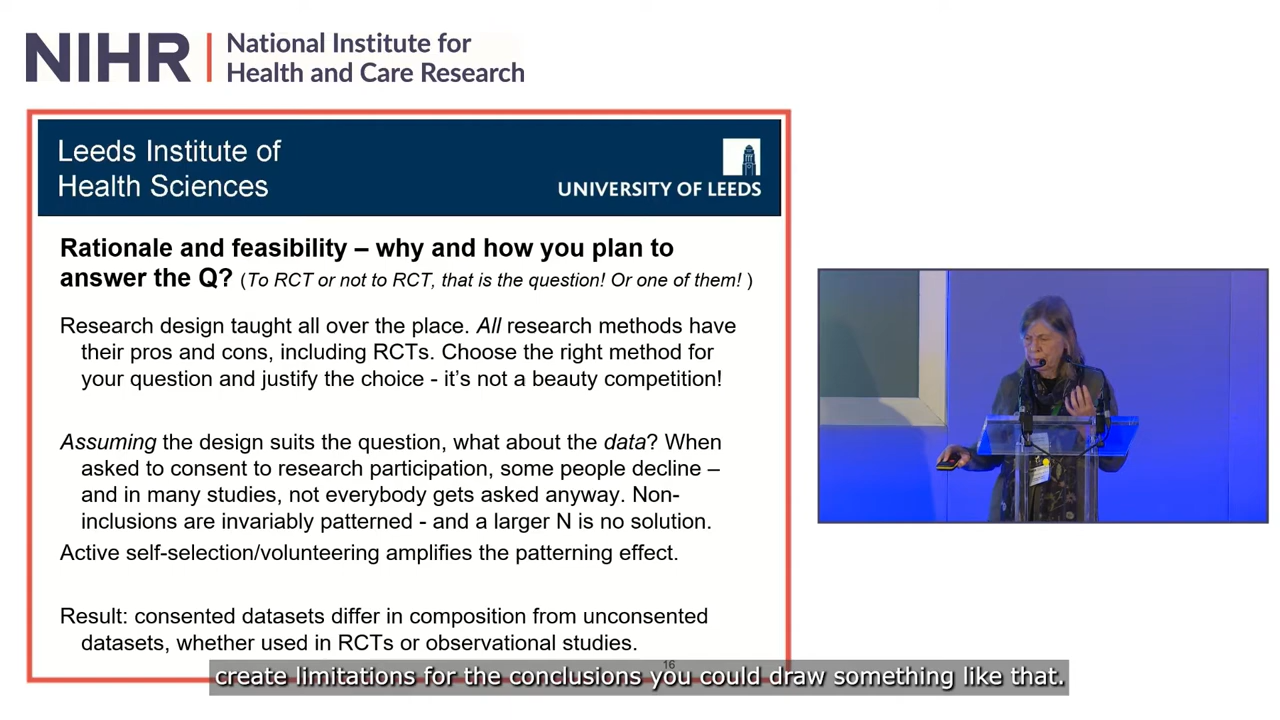 NIHR | National Institute for
Health and Care Research
Leeds Institute of
Health Sciences
UNIVERSITY OF LEEDS
Rationale and feasibility – why and how you plan to
answer the Q? (To RCT or not to RCT, that is the question! Or one of them! )
Research design taught all over the place. All research methods have
their pros and cons, including RCTs. Choose the right method for
your question and justify the choice - it's not a beauty competition!
Assuming the design suits the question, what about the data? When
asked to consent to research participation, some people decline –
and in many studies, not everybody gets asked anyway. Non-
inclusions are invariably patterned - and a larger N is no solution.
Active self-selection/volunteering amplifies the patterning effect.
Result: consented datasets differ in composition from unconsented
datasets, whether used in RCTs or observational studies.
16
create limitations for the conclusions you could draw something like that.